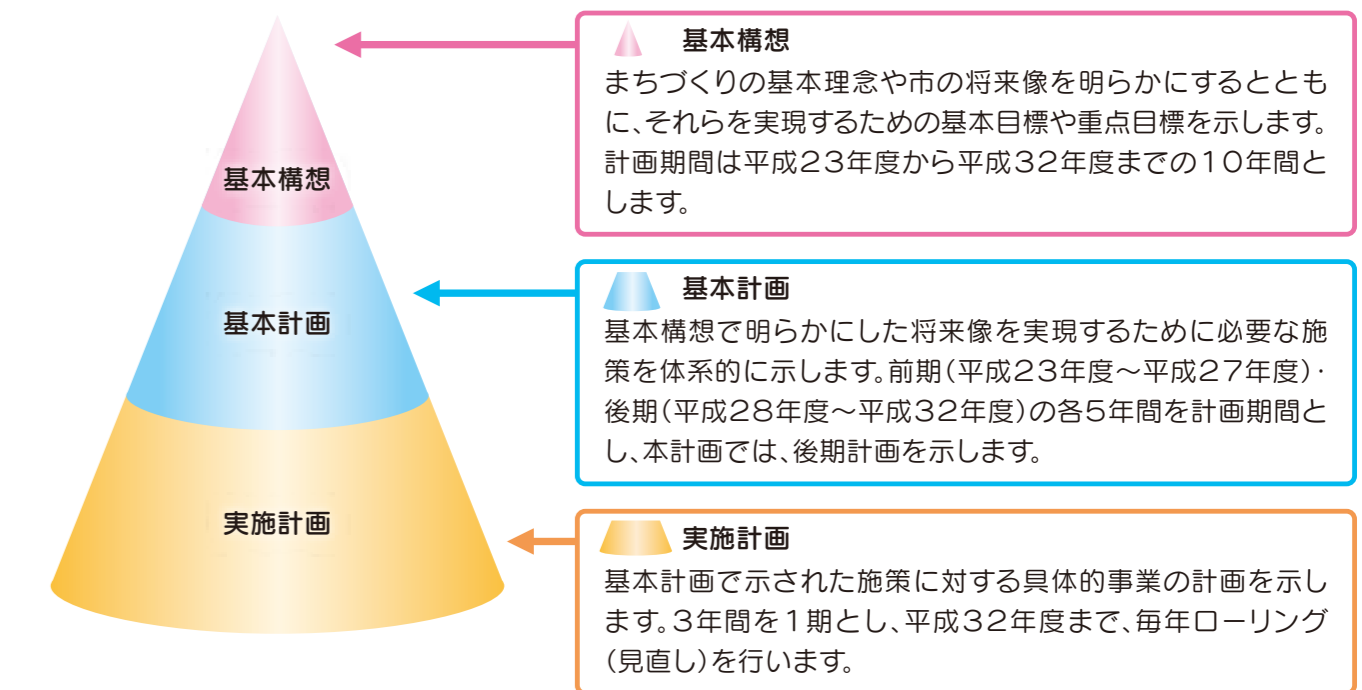 基本構想
まちづくりの基本理念や市の将来像を明らかにするととも
に、それらを実現するための基本目標や重点目標を示します。
計画期間は平成23年度から平成32年度までの10年間と
します。
基本構想
基本計画
基本計画で明らかにした将来像を実現するために必要な施
策を体系的に示します。前期(平成23年度～平成27年度)・
後期(平成28年度～平成32年度)の各5年間を計画期間と
し、本計画では、後期計画を示します。
基本計画
実施計画
基本計画で示された施策に対する具体的事業の計画を示し
ます。3年間を1期とし、平成32年度まで、毎年ローリング
(見直し)を行います。
実施計画